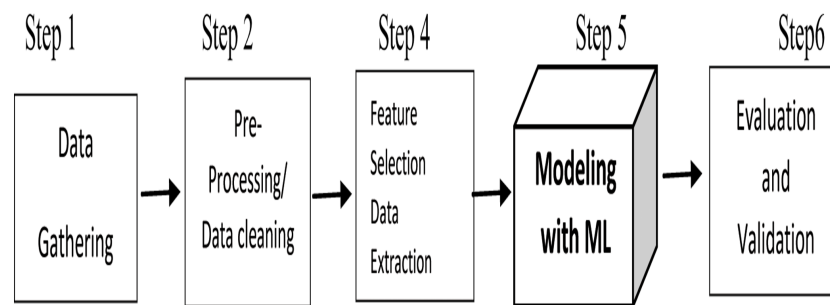 Step 1
Step 2
Step 4
Step 5
Step6
Data
Gathering
Pre-
Processing/
Data cleaning
Feature
Selection
Data
Extraction
Modeling
with ML
Evaluation
and
Validation